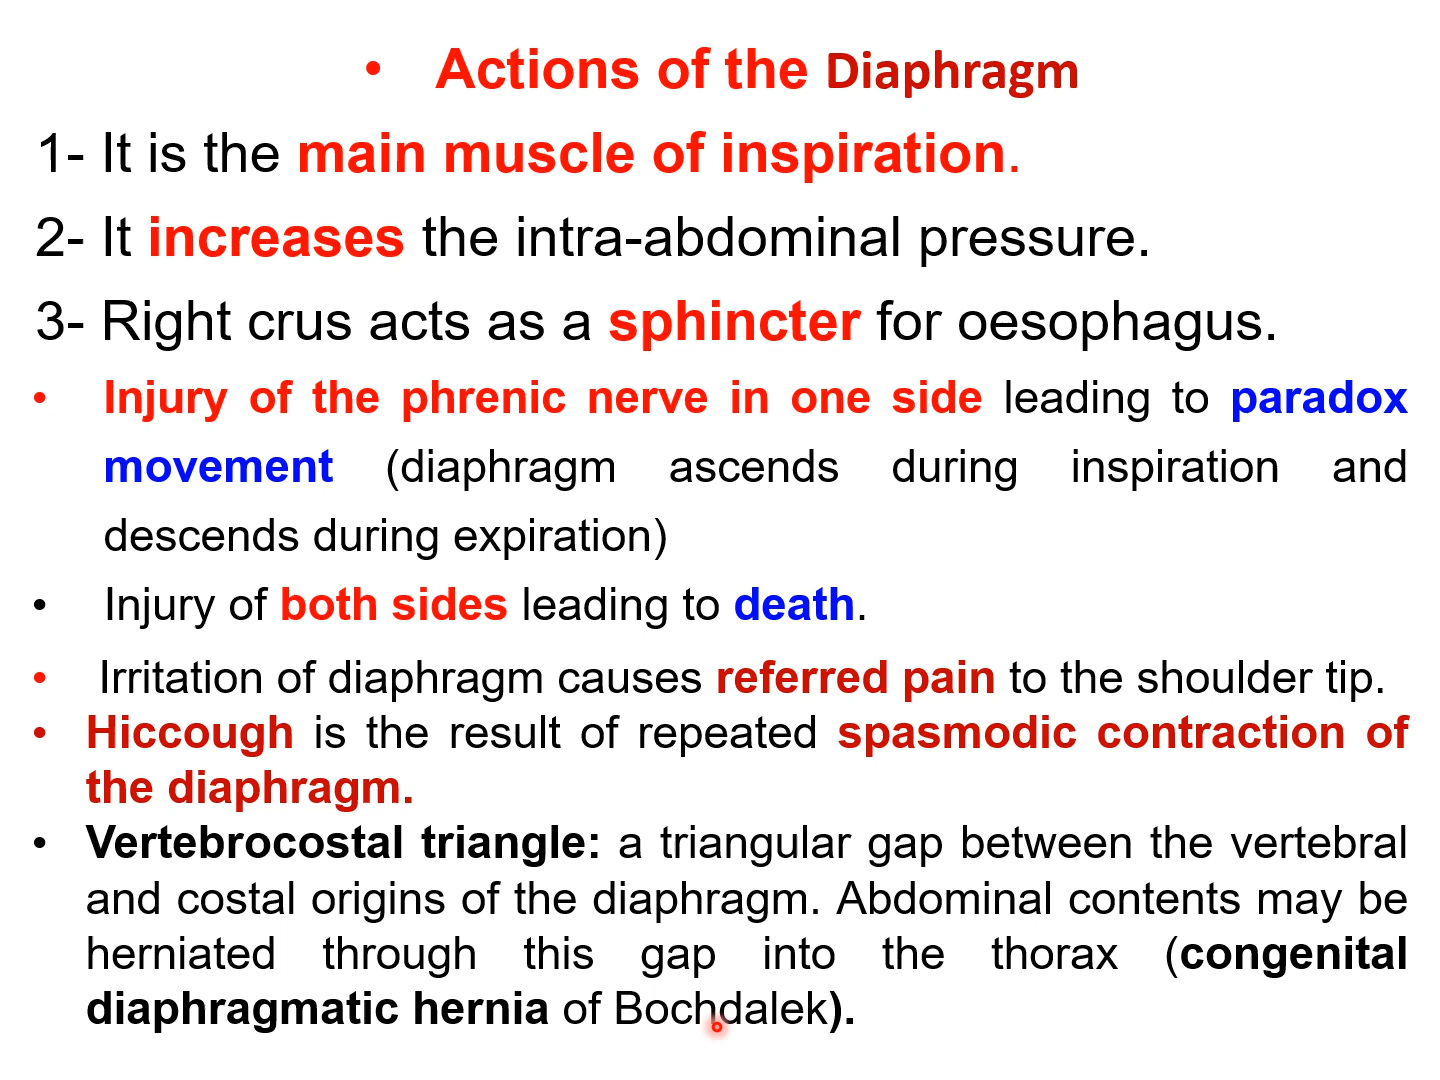 • Actions of the Diaphragm
1- It is the main muscle of inspiration.
2- It increases the intra-abdominal pressure.
3- Right crus acts as a sphincter for oesophagus.
• Injury of the phrenic nerve in one side leading to paradox
movement (diaphragm ascends during inspiration and
descends during expiration)
• Injury of both sides leading to death.
• Irritation of diaphragm causes referred pain to the shoulder tip.
• Hiccough is the result of repeated spasmodic contraction of
the diaphragm.
• Vertebrocostal triangle: a triangular gap between the vertebral
and costal origins of the diaphragm. Abdominal contents may be
herniated through this gap into the thorax (congenital
diaphragmatic hernia of Bochdalek).